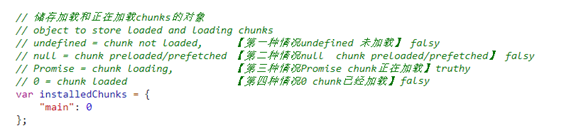 // 储存加载和正在加载chunks的对象
// object to store loaded and loading chunks
// undefined = chunk not loaded, 【第一种情况undefined 未加载】 falsy
// null = chunk preloaded/prefetched 【第二种情况null chunk preloaded/prefetched】 falsy
// Promise = chunk loading, 【第三种情况Promise chunk正在加载】truthy
// 0 = chunk loaded 【第四种情况0 chunk已经加载】falsy
var installedChunks = {
"main": 0
};